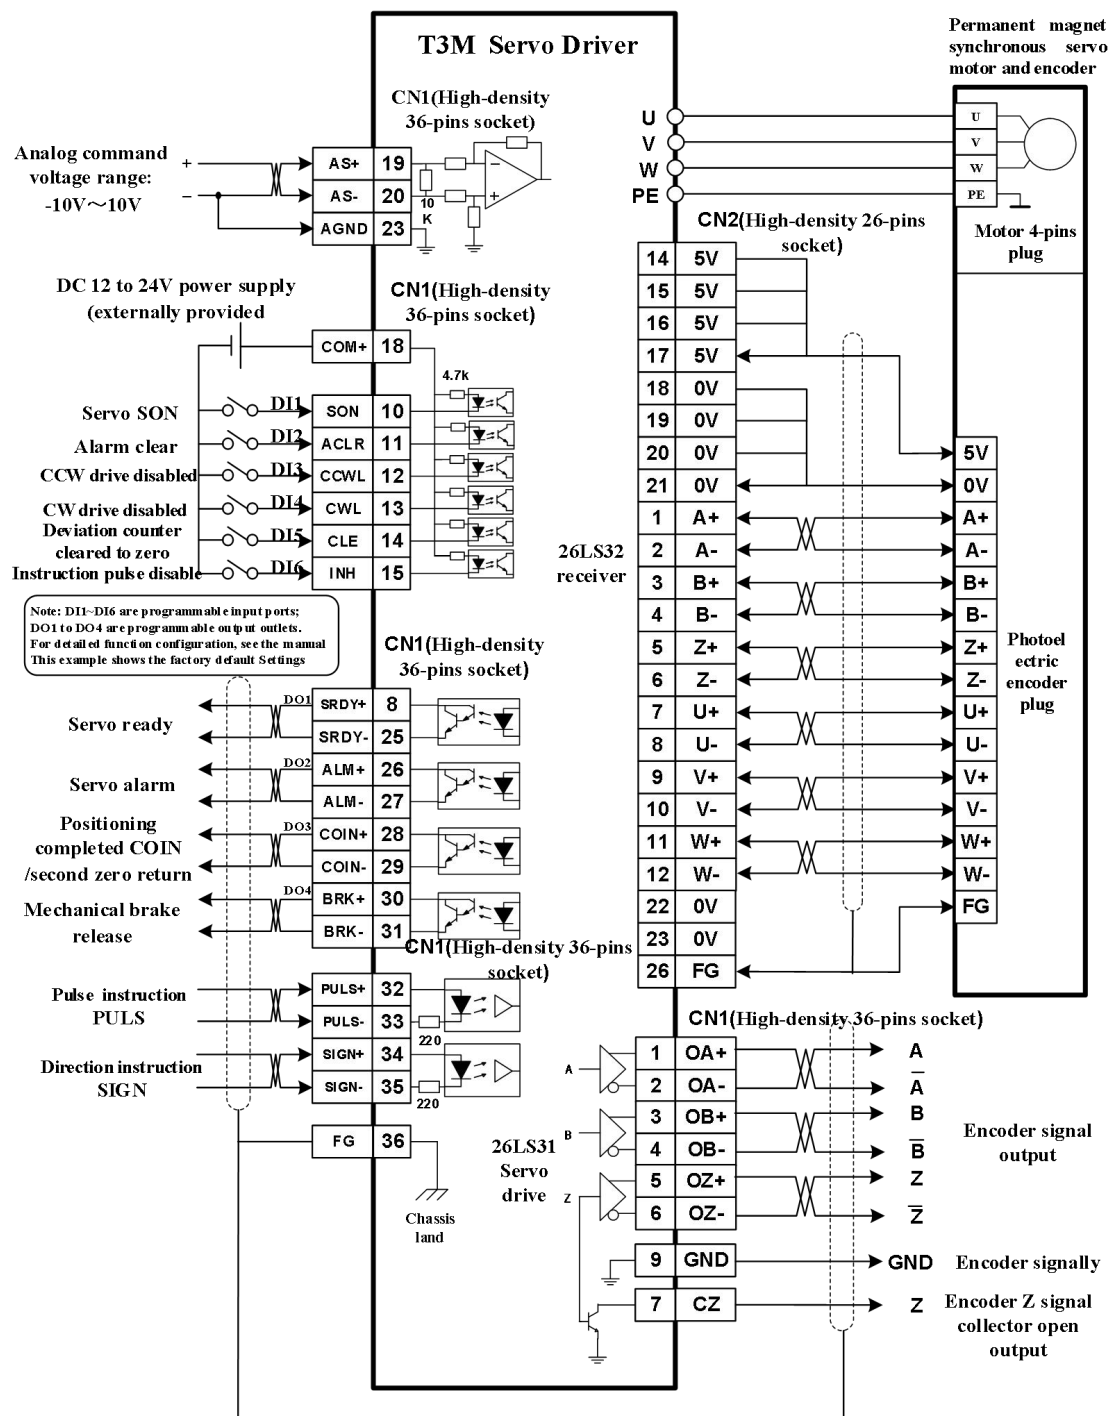 T3M Servo Driver
Permanent magnet
synchronous servo
motor and encoder
CN1(High-density
36-pins socket)
Analog command
voltage range:
-10V～10V
+
−
AS+ 19
AS- 20
AGND 23
10
K
−
+
U
V
W
PE
U
V
W
PE
Motor 4-pins
plug
CN2(High-density 26-pins
socket)
DC 12 to 24V power supply
(externally provided
CN1(High-density
36-pins socket)
COM+ 18
4.7k
Servo SON DI1 SON 10
Alarm clear DI2 ACLR 11
CCW drive disabled DI3 CCWL 12
CW drive disabled DI4 CWL 13
Deviation counter
cleared to zero DI5 CLE 14
Instruction pulse disable DI6 INH 15
Note: DI1~DI6 are programmable input ports;
DO1 to DO4 are programmable output outlets.
For detailed function configuration, see the manual
This example shows the factory default Settings
CN1(High-density
36-pins socket)
Servo ready
DO1 SRDY+ 8
SRDY- 25
Servo alarm
DO2 ALM+ 26
ALM- 27
Positioning
completed COIN
/second zero return
DO3 COIN+ 28
COIN- 29
Mechanical brake
release
DO4 BRK+ 30
BRK- 31
CN1(High-density 36-pins
socket)
Pulse instruction
PULS
PULS+ 32
PULS- 33
220
Direction instruction
SIGN
SIGN+ 34
SIGN- 35
220
FG 36
Chassis
land
14 5V
15 5V
16 5V
17 5V
18 0V
19 0V
20 0V
21 0V
1 A+
2 A-
3 B+
4 B-
5 Z+
6 Z-
7 U+
8 U-
9 V+
10 V-
11 W+
12 W-
22 0V
23 0V
26 FG
26LS32
receiver
5V
0V
A+
A-
B+
B-
Z+
Z-
U+
U-
V+
V-
W+
W-
FG
Photoel
ectric
encoder
plug
CN1(High-density 36-pins socket)
A
1 OA+ A
2 OA- A̅
B
3 OB+ B
4 OB- B̅
Z
5 OZ+ Z
6 OZ- Z̅
26LS31
Servo
drive
Encoder signal
output
9 GND GND Encoder signally
7 CZ Z Encoder Z signal
collector open
output